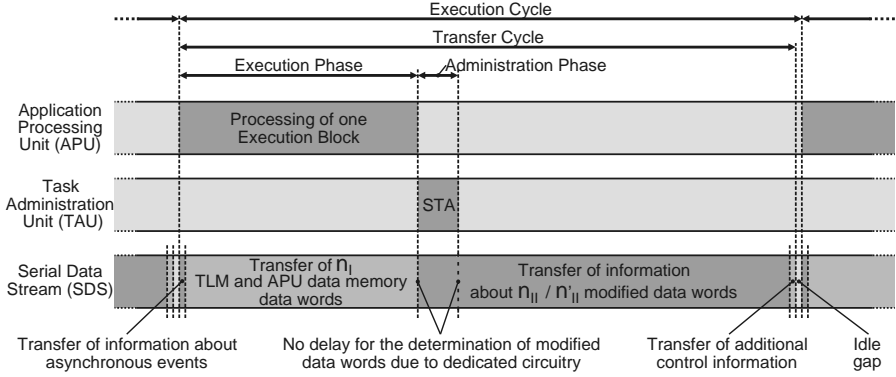 Execution Cycle
Transfer Cycle
Execution Phase
Administration Phase
Application
Processing
Unit (APU)
Processing of one
Execution Block
Task
Administration
Unit (TAU)
STA
Serial Data
Stream (SDS)
Transfer of nI
TLM and APU data memory
data words
Transfer of information
about nII / n'II modified data words
Transfer of information about
asynchronous events
No delay for the determination of modified
data words due to dedicated circuitry
Transfer of additional
control information
Idle
gap